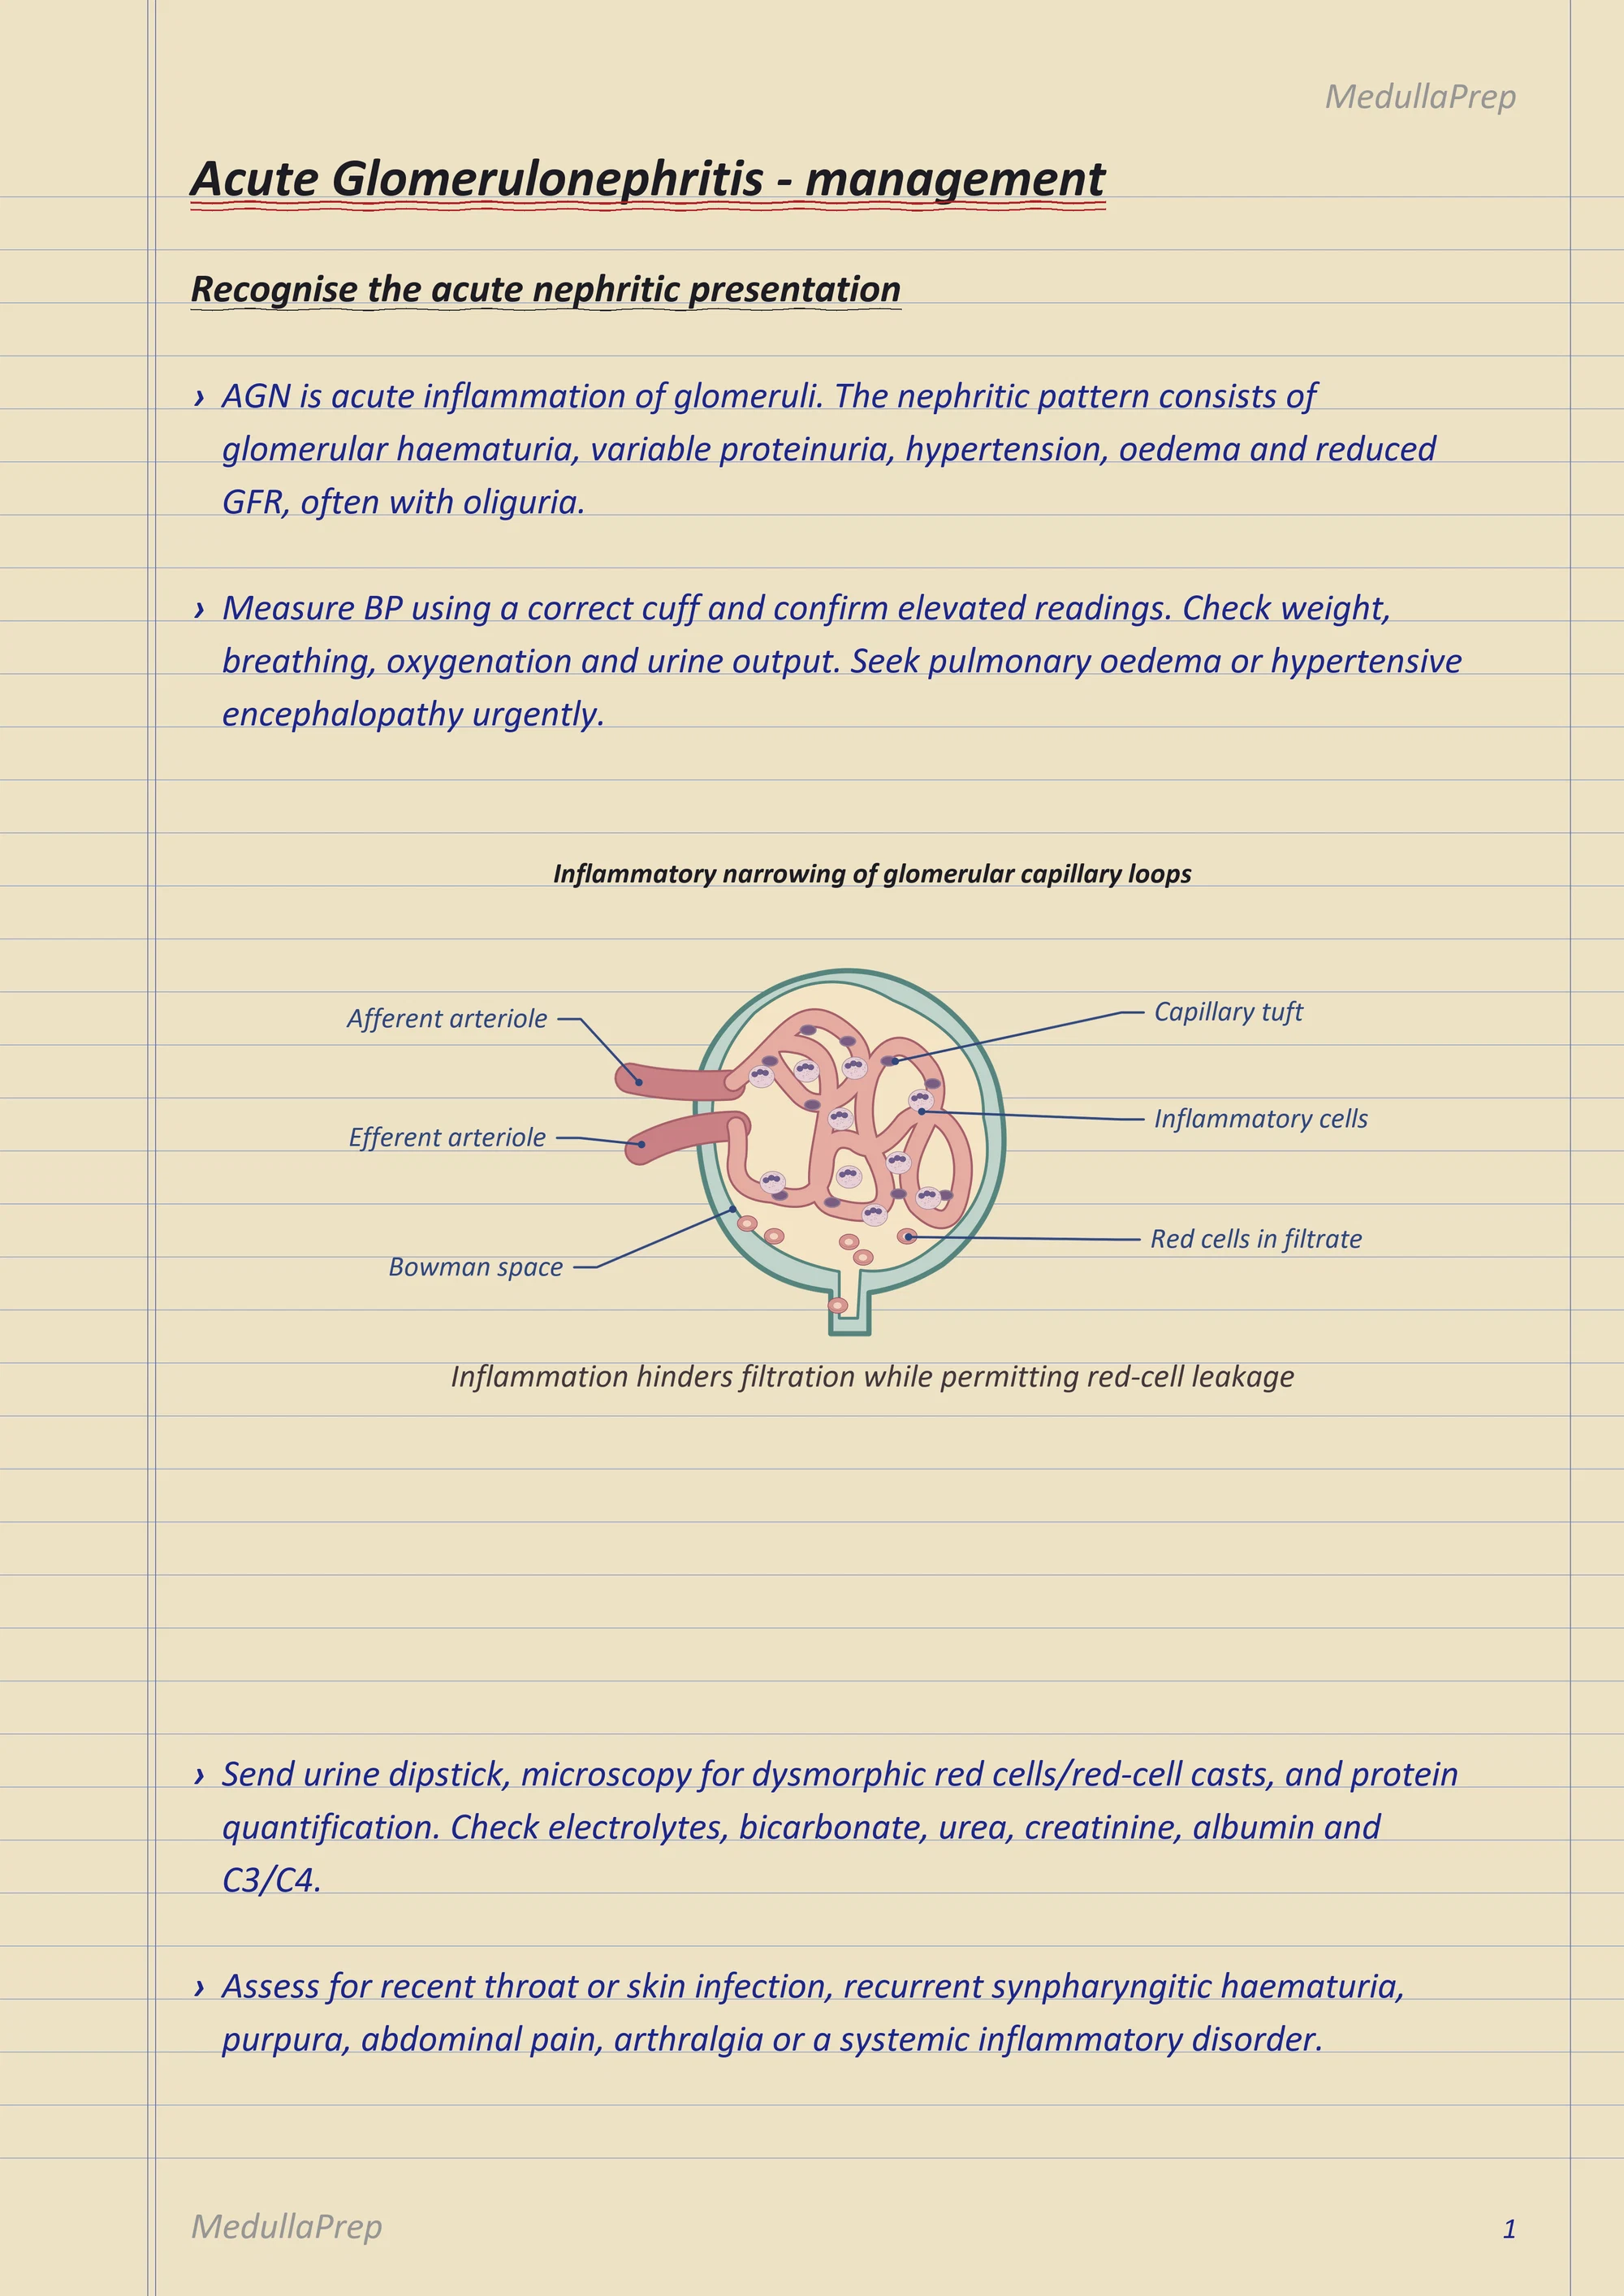 MedullaPrep
Acute Glomerulonephritis - management
Recognise the acute nephritic presentation
› AGN is acute inflammation of glomeruli. The nephritic pattern consists of
glomerular haematuria, variable proteinuria, hypertension, oedema and reduced
GFR, often with oliguria.
› Measure BP using a correct cuff and confirm elevated readings. Check weight,
breathing, oxygenation and urine output. Seek pulmonary oedema or hypertensive
encephalopathy urgently.
Inflammatory narrowing of glomerular capillary loops
Afferent arteriole
Capillary tuft
Efferent arteriole
Inflammatory cells
Bowman space
Red cells in filtrate
Inflammation hinders filtration while permitting red-cell leakage
› Send urine dipstick, microscopy for dysmorphic red cells/red-cell casts, and protein
quantification. Check electrolytes, bicarbonate, urea, creatinine, albumin and
C3/C4.
› Assess for recent throat or skin infection, recurrent synpharyngitic haematuria,
purpura, abdominal pain, arthralgia or a systemic inflammatory disorder.
MedullaPrep
1